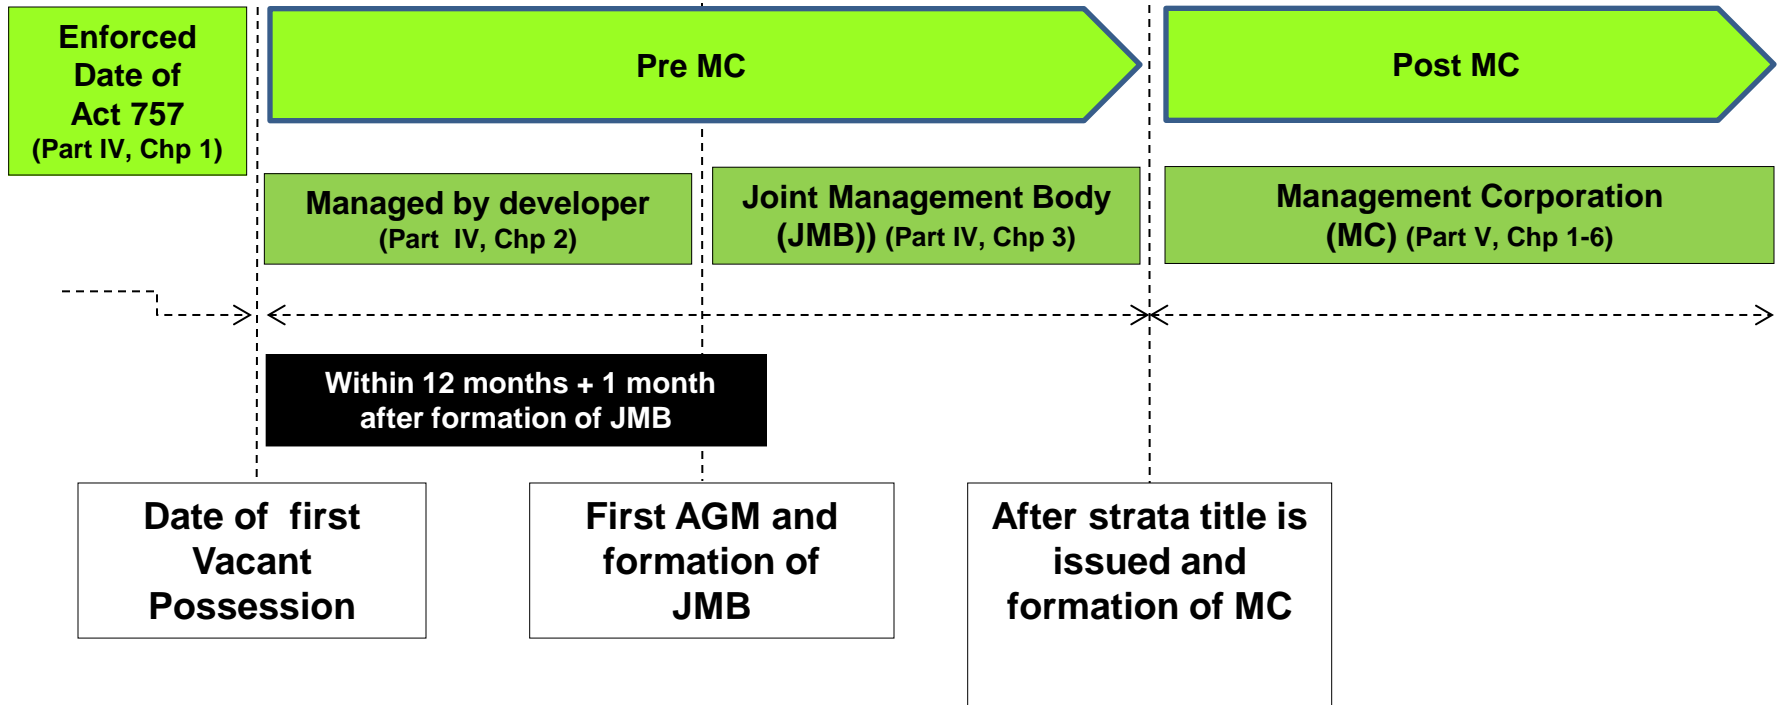 Enforced
Date of
Act 757
(Part IV, Chp 1)
Pre MC
Post MC
Managed by developer
(Part IV, Chp 2)
Joint Management Body
(JMB)) (Part IV, Chp 3)
Management Corporation
(MC) (Part V, Chp 1-6)
Within 12 months + 1 month
after formation of JMB
Date of first
Vacant
Possession
First AGM and
formation of
JMB
After strata title is
issued and
formation of MC